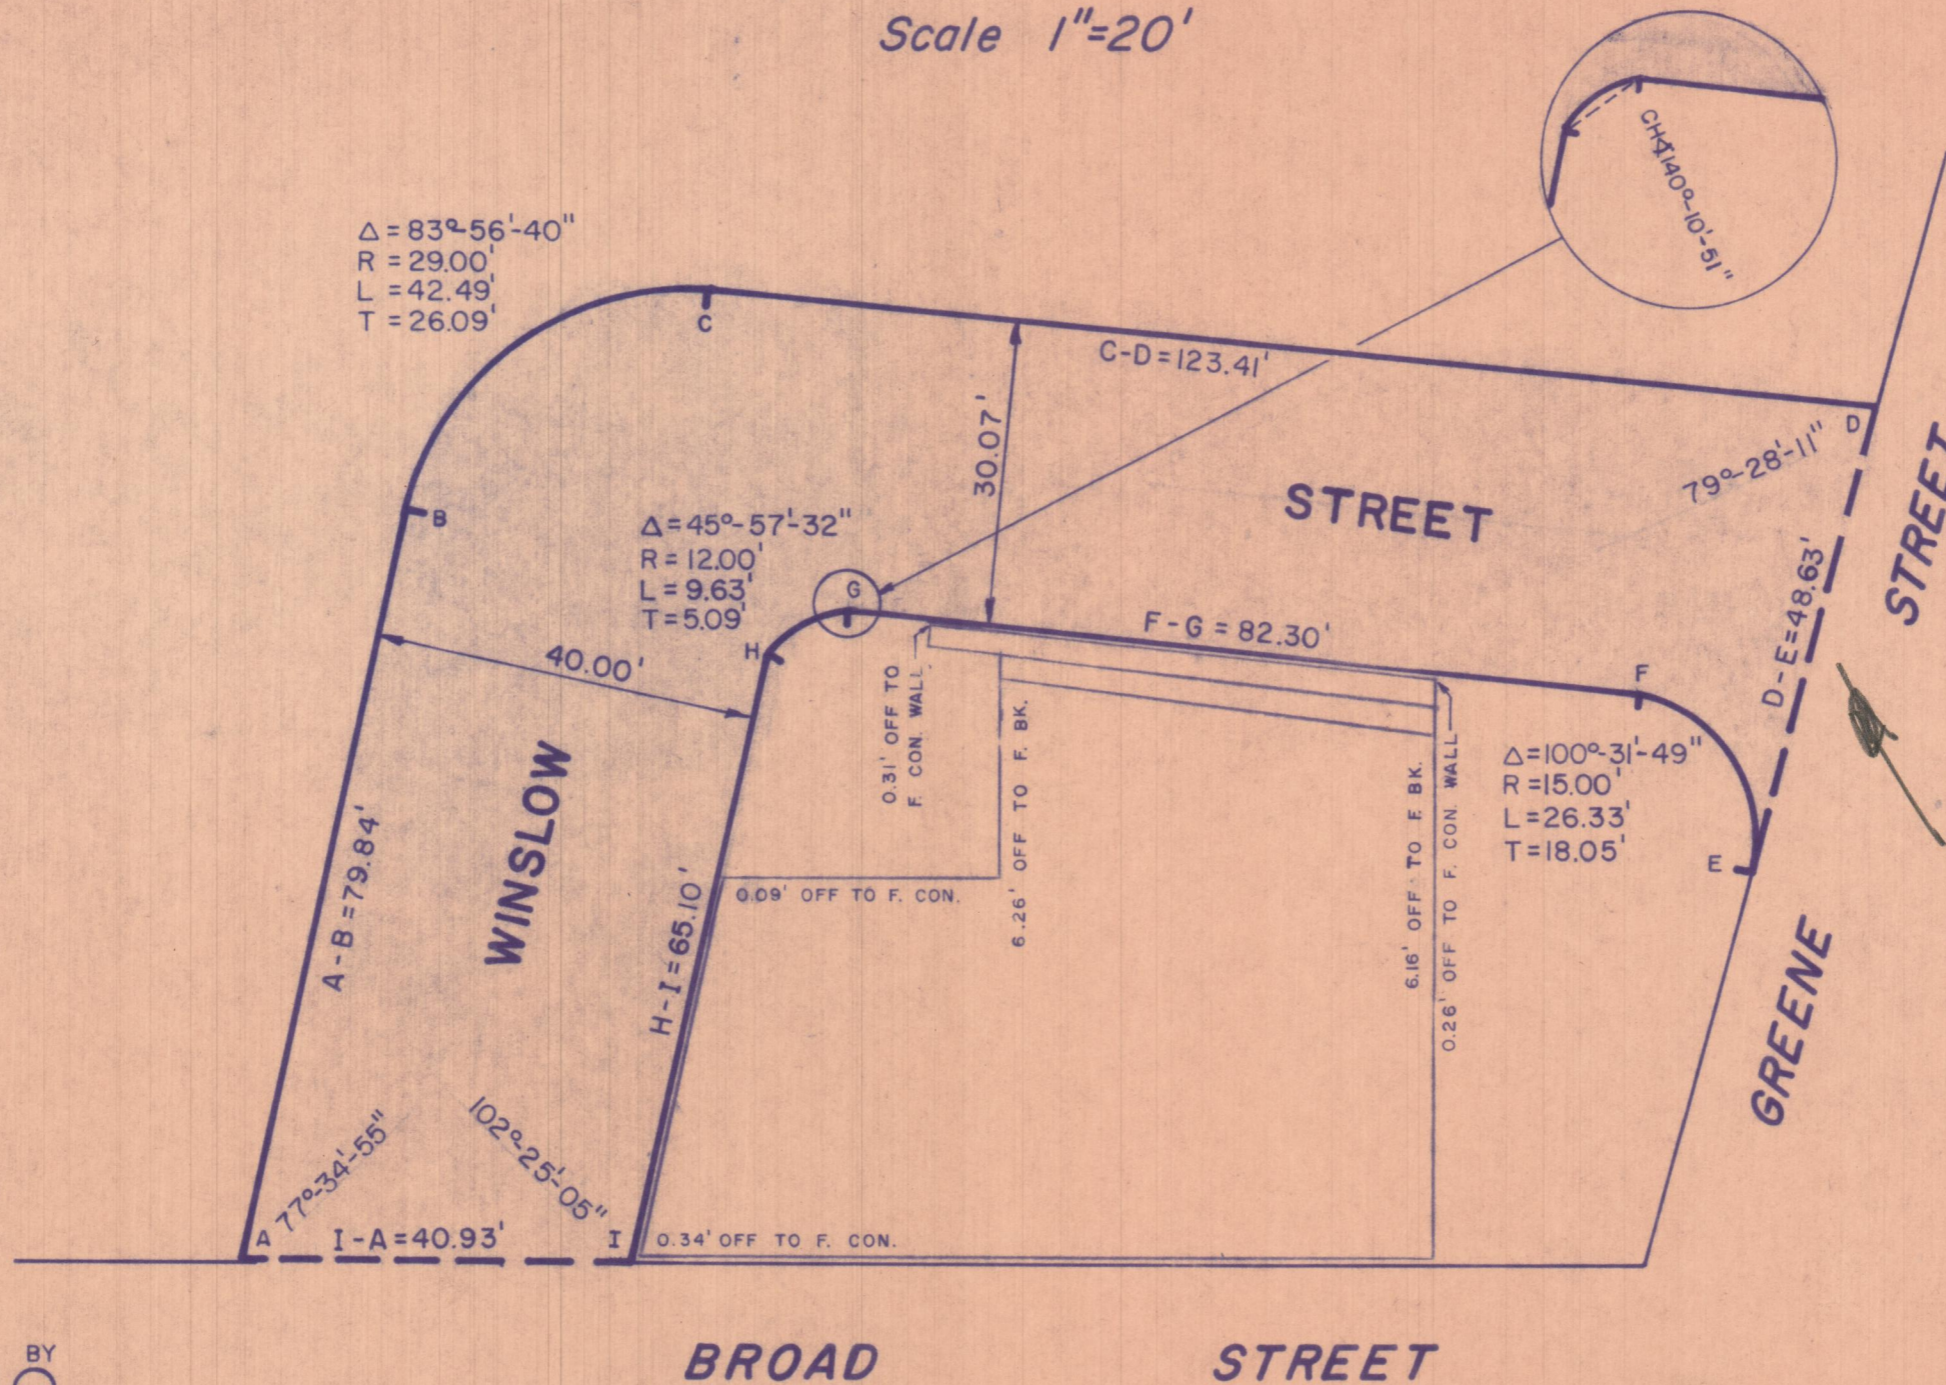 Scale 1"=20'
CH∡140°-10'-51"
Δ=83°-56'-40"
R=29.00'
L=42.49'
T=26.09'
C
C-D=123.41'
D
79°-28'-11"
30.07'
STREET
STREET
B
Δ=45°-57'-32"
R=12.00'
L=9.63'
T=5.09'
G
H
F-G=82.30'
F
D-E=48.63'
40.00'
0.31' OFF TO
F. CON. WALL
6.26' OFF TO F. BK.
6.16' OFF TO F. BK.
0.26' OFF TO F. CON. WALL
Δ=100°-31'-49"
R=15.00'
L=26.33'
T=18.05'
E
WINSLOW
A-B=79.84'
H-I=65.10'
0.09' OFF TO F. CON.
GREENE
77°-34'-55"
102°-25'-05"
A
I-A=40.93'
I
0.34' OFF TO F. CON.
BY
BROAD STREET